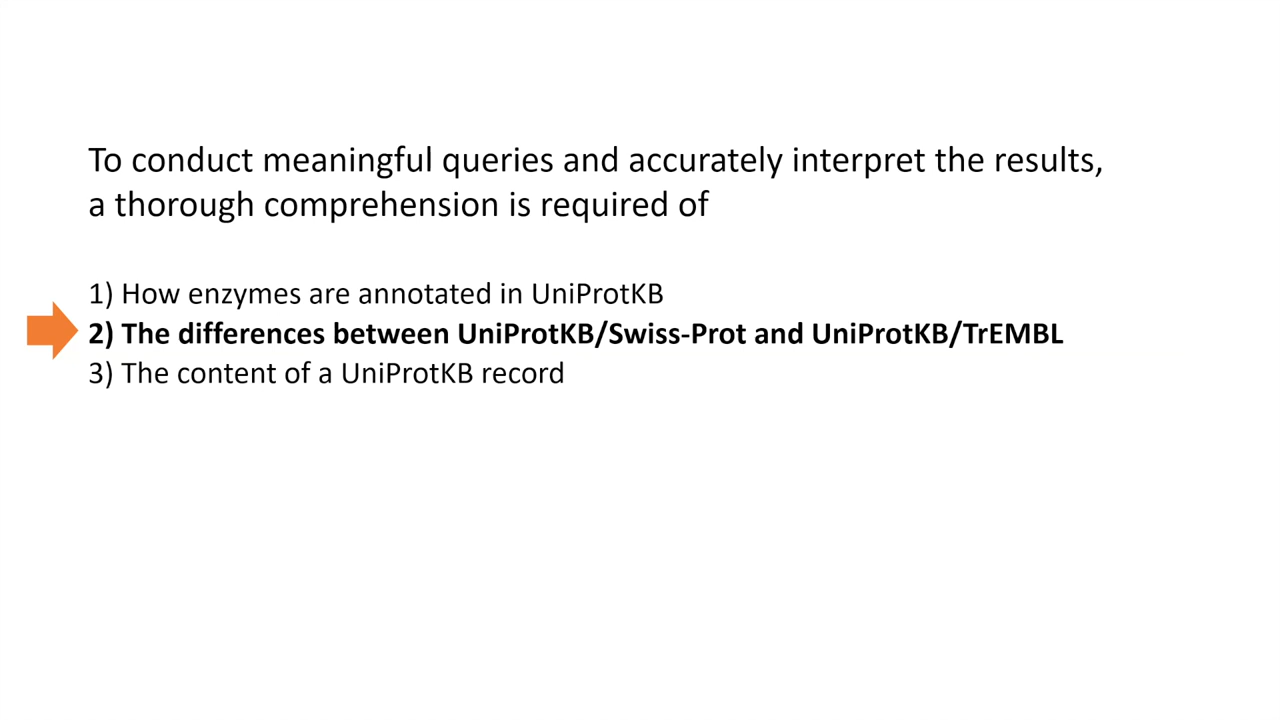 To conduct meaningful queries and accurately interpret the results,
a thorough comprehension is required of
1) How enzymes are annotated in UniProtKB
2) The differences between UniProtKB/Swiss-Prot and UniProtKB/TrEMBL
3) The content of a UniProtKB record